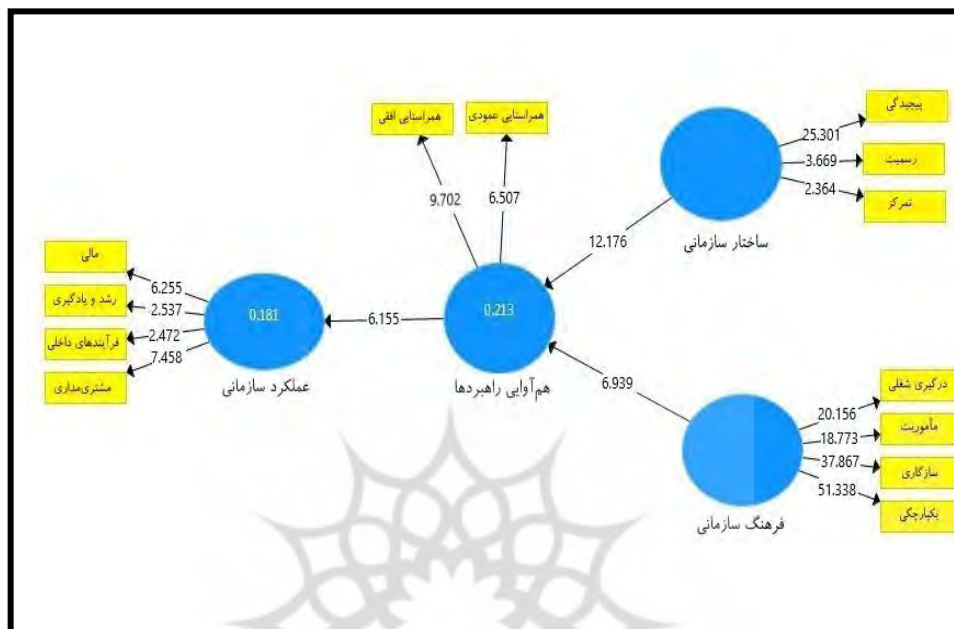 همراستایی افقی
همراستایی عمودی
9.702
6.507
پیچیدگی
25.301
رسمیت
3.669
تمرکز
2.364
ساختار سازمانی
12.176
مالی
6.255
رشد و یادگیری
2.537
فرآیندهای داخلی
2.472
مشتری‌مداری
7.458
0.181
عملکرد سازمانی
6.155
0.213
هم‌آوایی راهبردها
6.939
درگیری شغلی
20.156
مأموریت
18.773
سازگاری
37.867
یکپارچگی
51.338
فرهنگ سازمانی